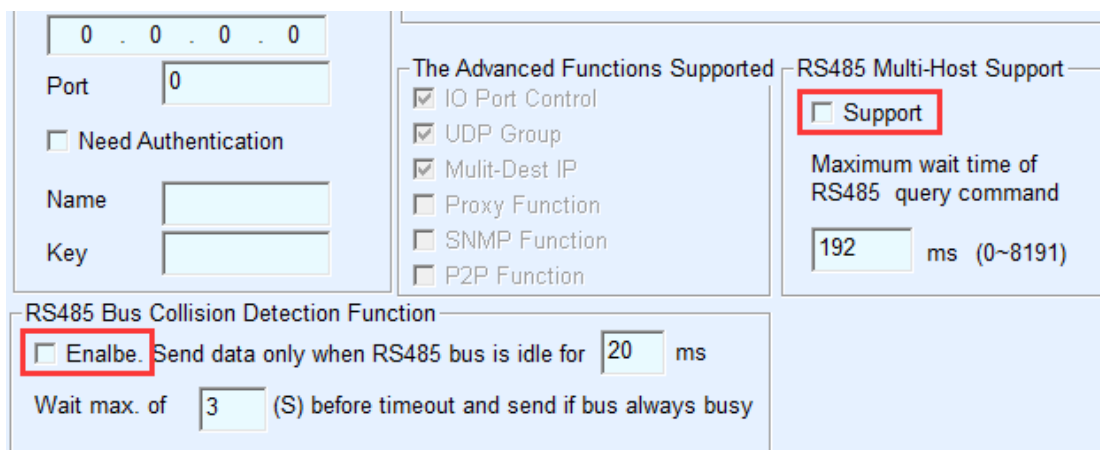 0 . 0 . 0 . 0
Port 0
Need Authentication
Name
Key
The Advanced Functions Supported
IO Port Control
UDP Group
Mulit-Dest IP
Proxy Function
SNMP Function
P2P Function
RS485 Multi-Host Support
Support
Maximum wait time of
RS485 query command
192 ms (0~8191)
RS485 Bus Collision Detection Function
Enalbe. Send data only when RS485 bus is idle for 20 ms
Wait max. of 3 (S) before timeout and send if bus always busy